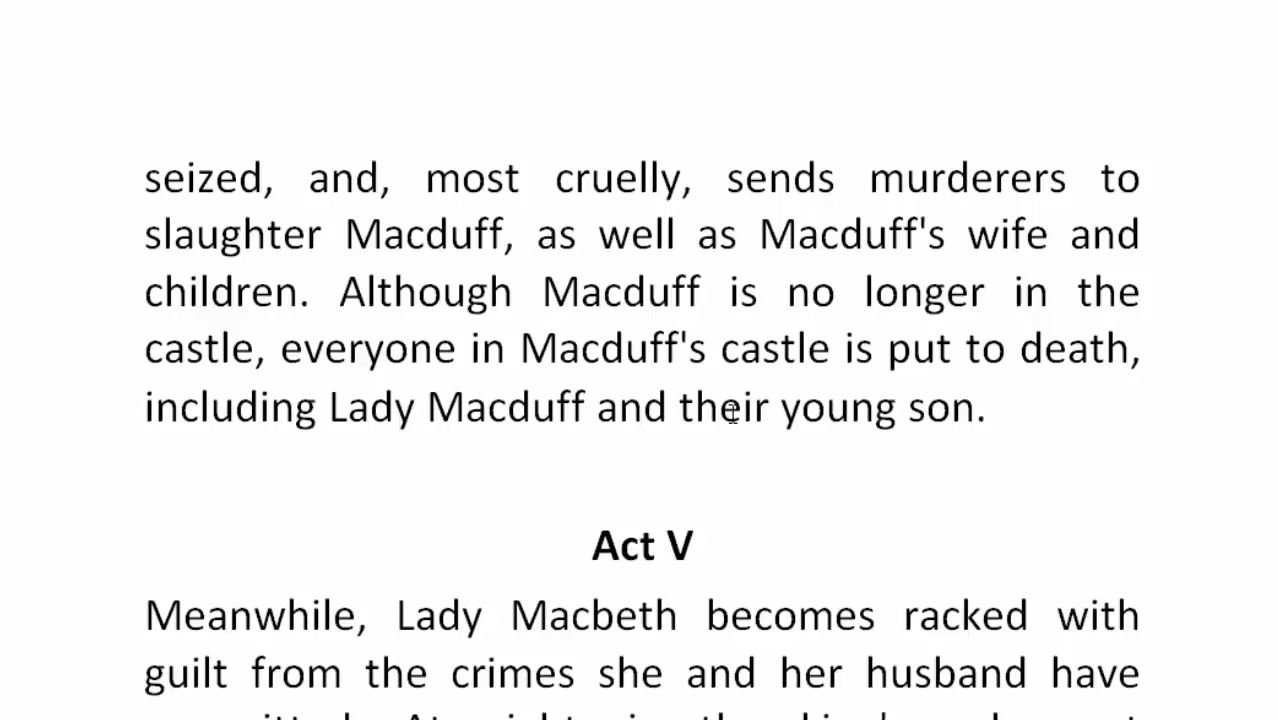 seized, and, most cruelly, sends murderers to
slaughter Macduff, as well as Macduff's wife and
children. Although Macduff is no longer in the
castle, everyone in Macduff's castle is put to death,
including Lady Macduff and their young son.
Act V
Meanwhile, Lady Macbeth becomes racked with
guilt from the crimes she and her husband have